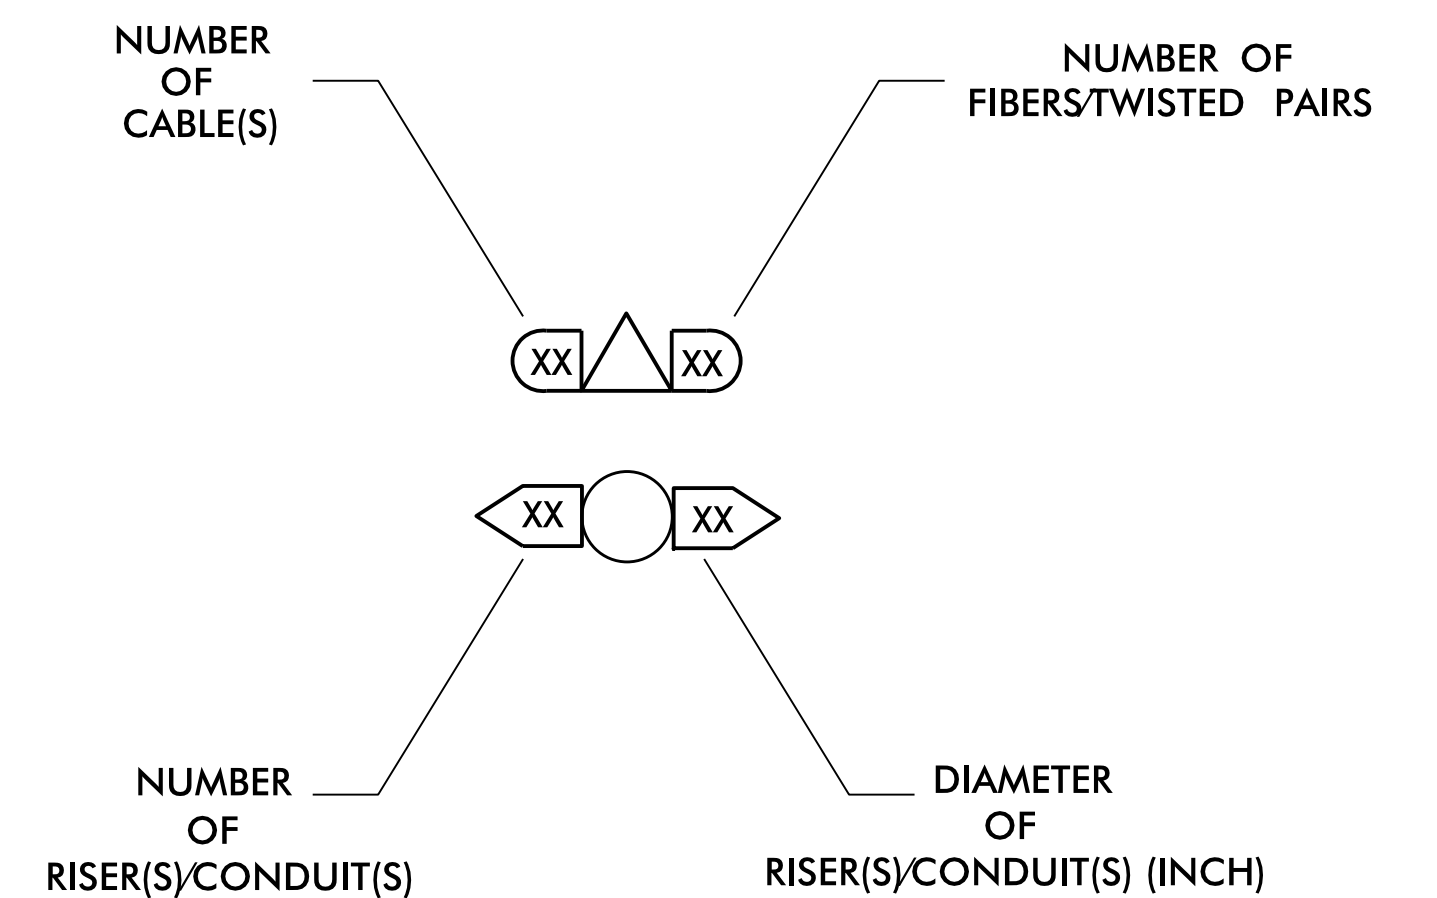 NUMBER
OF
CABLE(S)
NUMBER OF
FIBERS/TWISTED PAIRS
XX
XX
XX
XX
NUMBER
OF
RISER(S)/CONDUIT(S)
DIAMETER
OF
RISER(S)/CONDUIT(S) (INCH)